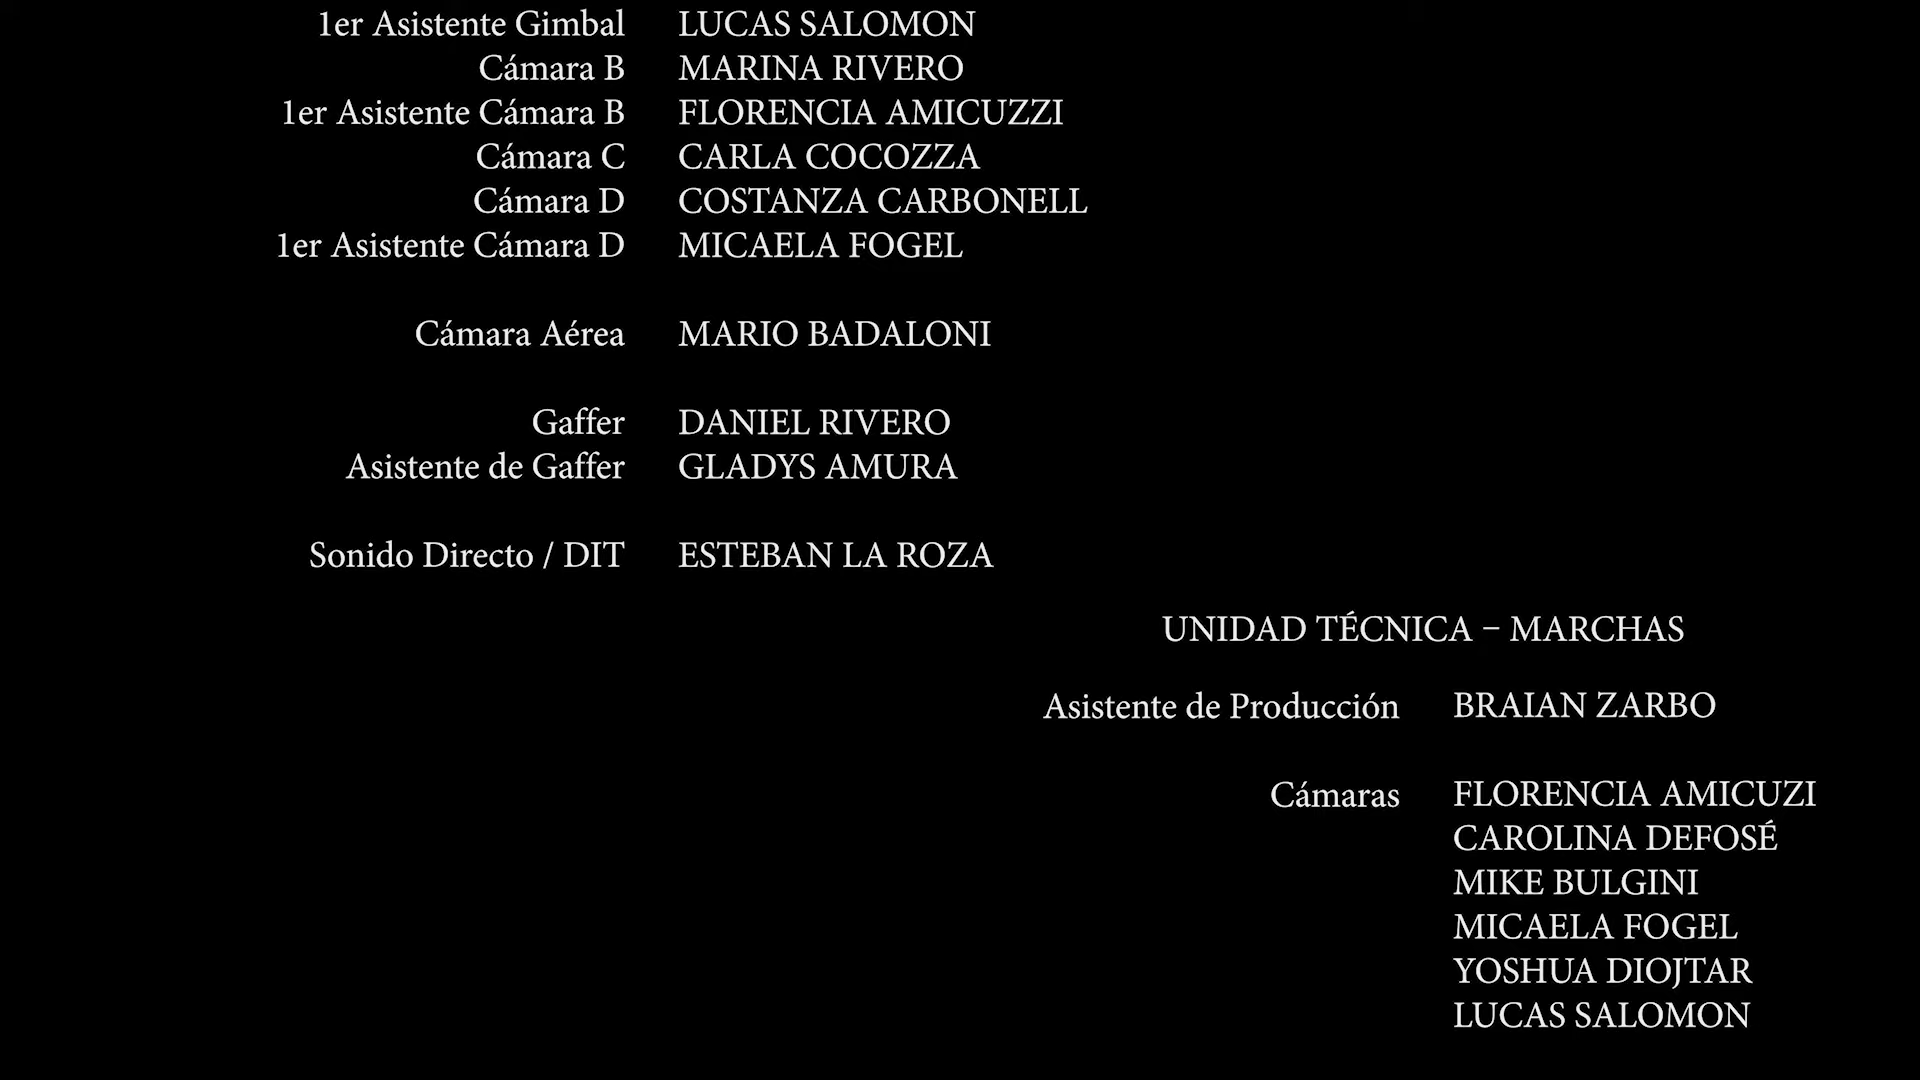 1er Asistente Gimbal LUCAS SALOMON
Cámara B MARINA RIVERO
1er Asistente Cámara B FLORENCIA AMICUZZI
Cámara C CARLA COCOZZA
Cámara D COSTANZA CARBONELL
1er Asistente Cámara D MICAELA FOGEL
Cámara Aérea MARIO BADALONI
Gaffer DANIEL RIVERO
Asistente de Gaffer GLADYS AMURA
Sonido Directo / DIT ESTEBAN LA ROZA
UNIDAD TÉCNICA – MARCHAS
Asistente de Producción BRAIAN ZARBO
Cámaras FLORENCIA AMICUZI
CAROLINA DEFOSÉ
MIKE BULGINI
MICAELA FOGEL
YOSHUA DIOJTAR
LUCAS SALOMON